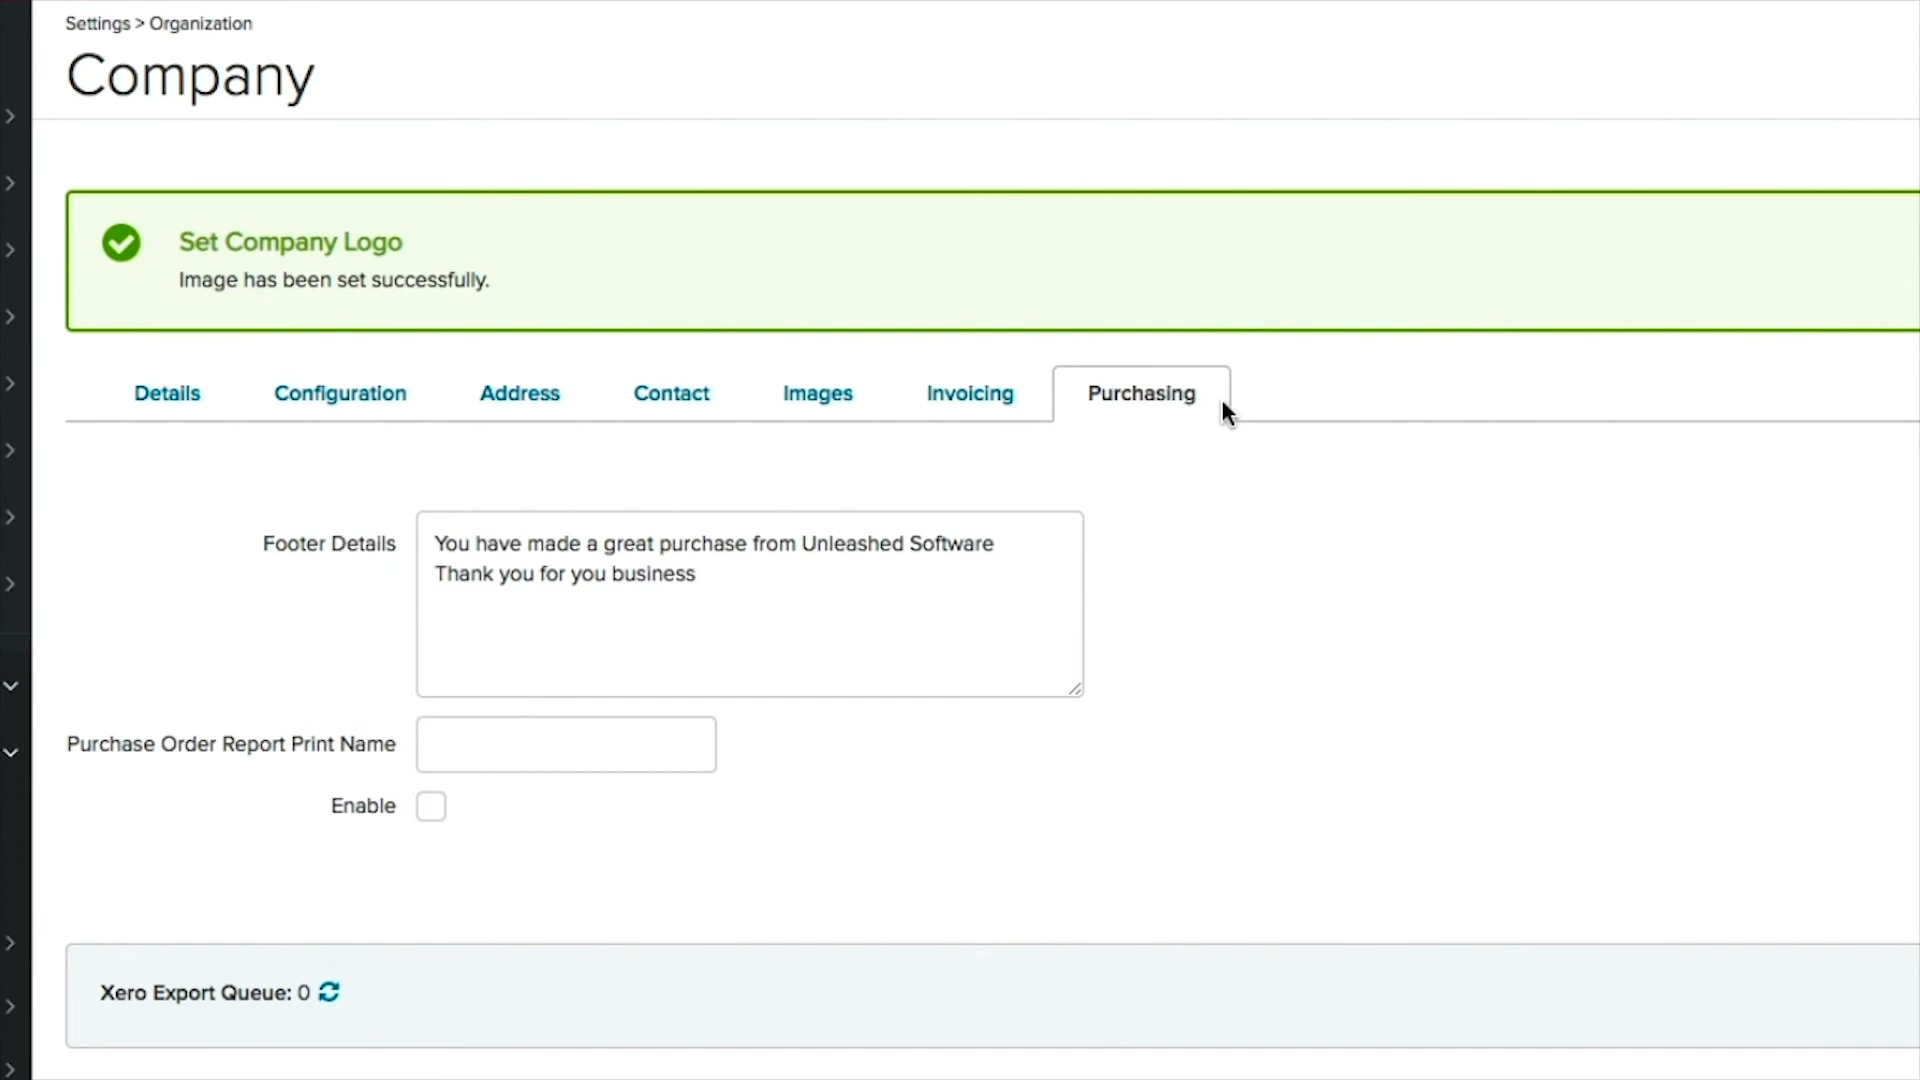 Settings > Organization
Company
Set Company Logo
Image has been set successfully.
Details Configuration Address Contact Images Invoicing Purchasing
Footer Details
You have made a great purchase from Unleashed Software
Thank you for you business
Purchase Order Report Print Name
Enable
Xero Export Queue: 0